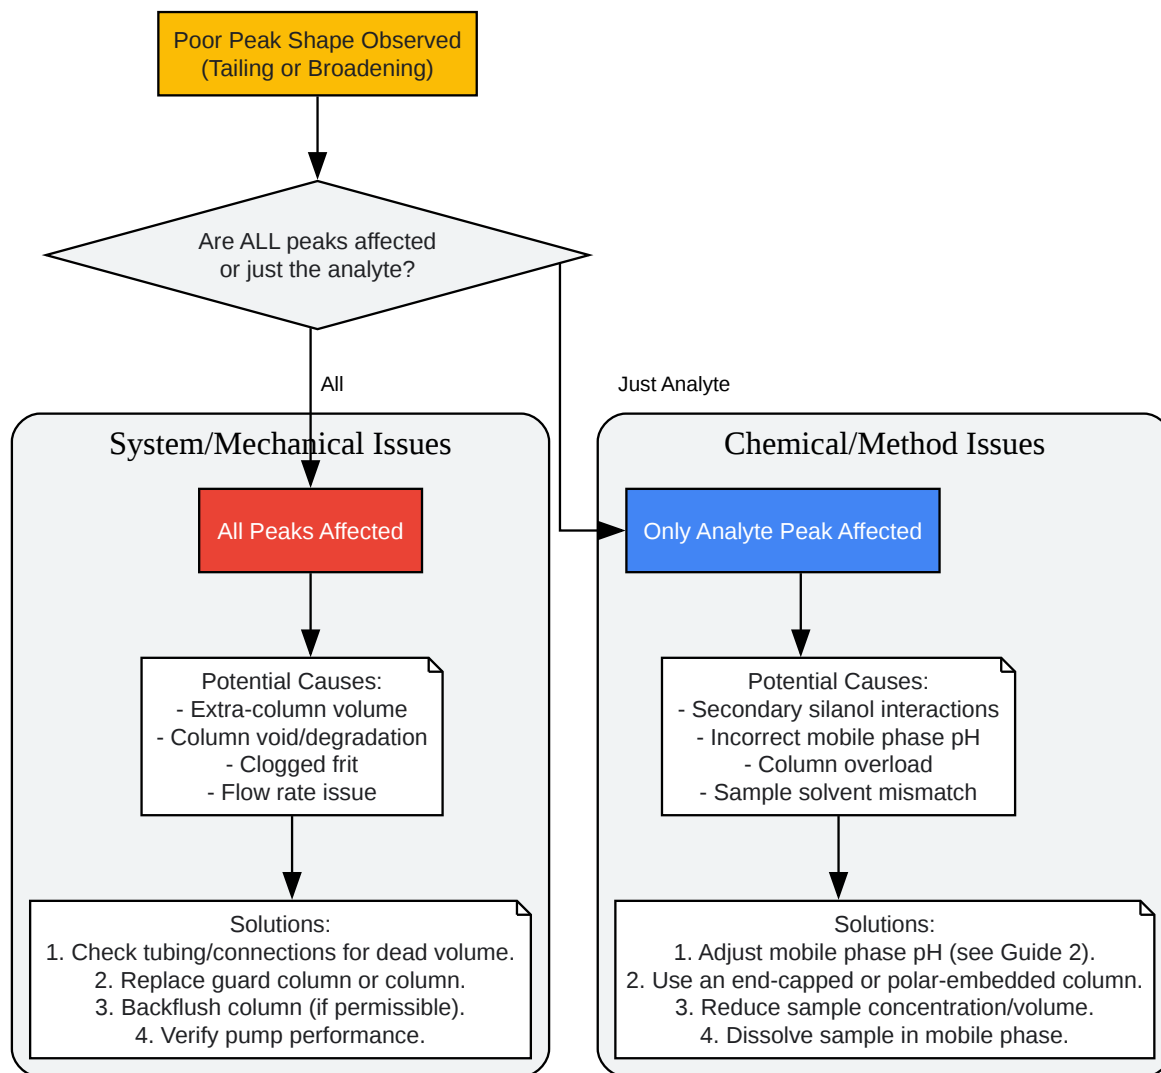 Poor Peak Shape Observed
(Tailing or Broadening)
Are ALL peaks affected
or just the analyte?
All
Just Analyte
System/Mechanical Issues
All Peaks Affected
Potential Causes:
- Extra-column volume
- Column void/degradation
- Clogged frit
- Flow rate issue
Solutions:
1. Check tubing/connections for dead volume.
2. Replace guard column or column.
3. Backflush column (if permissible).
4. Verify pump performance.
Chemical/Method Issues
Only Analyte Peak Affected
Potential Causes:
- Secondary silanol interactions
- Incorrect mobile phase pH
- Column overload
- Sample solvent mismatch
Solutions:
1. Adjust mobile phase pH (see Guide 2).
2. Use an end-capped or polar-embedded column.
3. Reduce sample concentration/volume.
4. Dissolve sample in mobile phase.